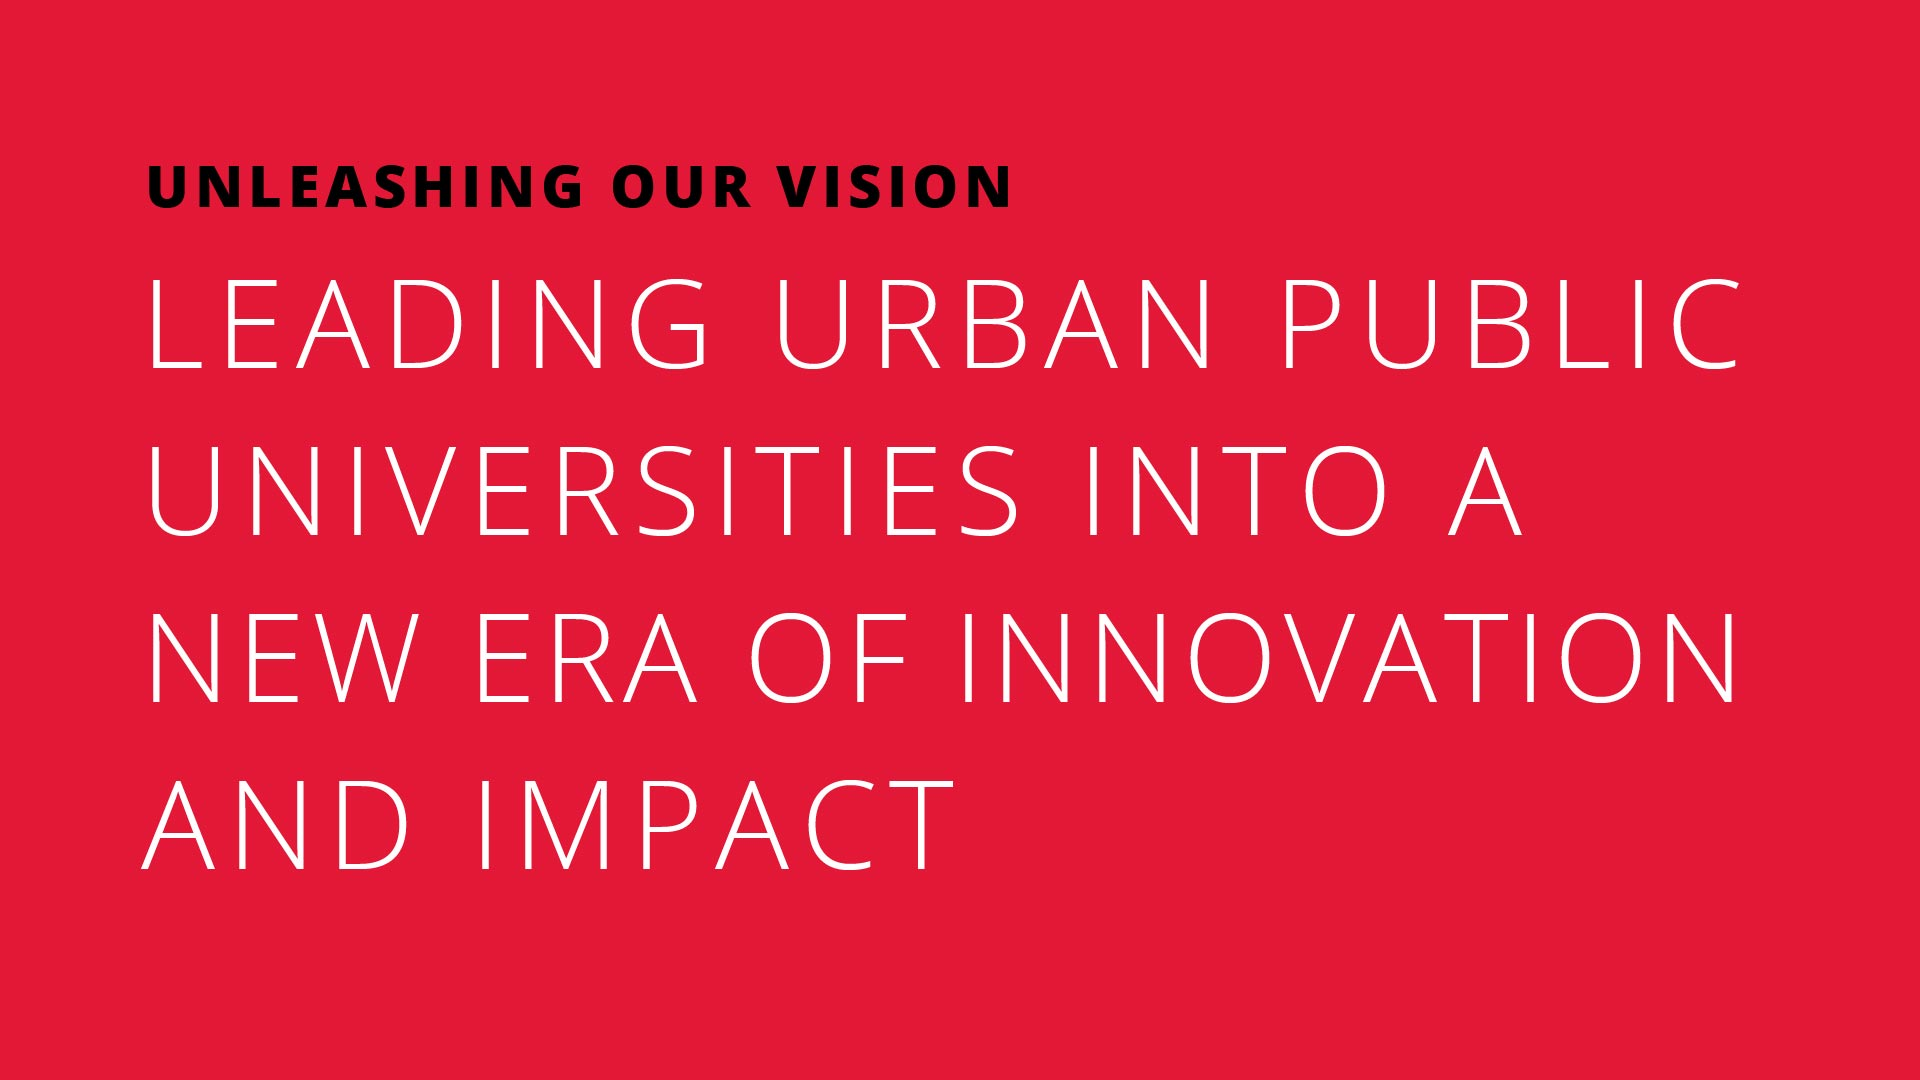 UNLEASHING OUR VISION
LEADING URBAN PUBLIC
UNIVERSITIES INTO A
NEW ERA OF INNOVATION
AND IMPACT